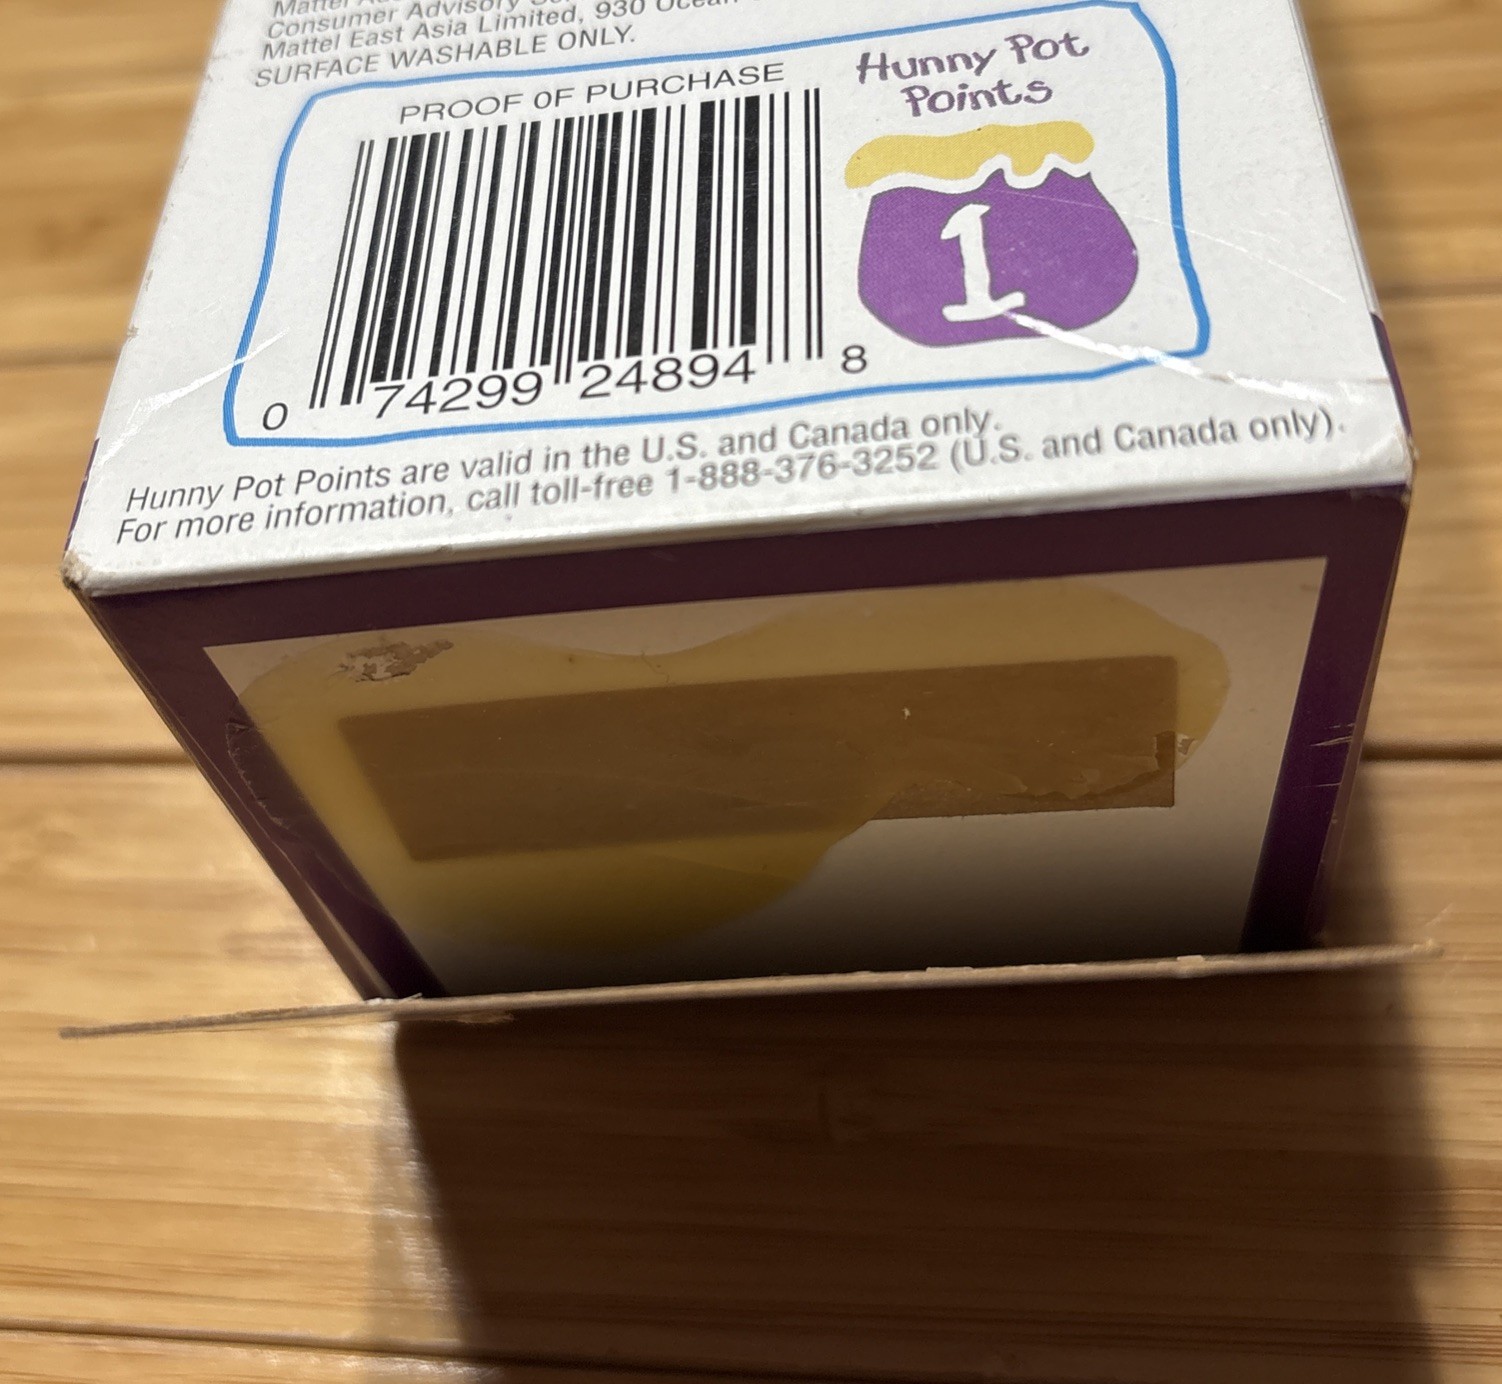 Mattel
Consumer Advisory
Mattel East Asia Limited, 930 Ocean
SURFACE WASHABLE ONLY.
PROOF OF PURCHASE
0 74299 24894 8
Hunny Pot
Points
1
Hunny Pot Points are valid in the U.S. and Canada only.
For more information, call toll-free 1-888-376-3252 (U.S. and Canada only).